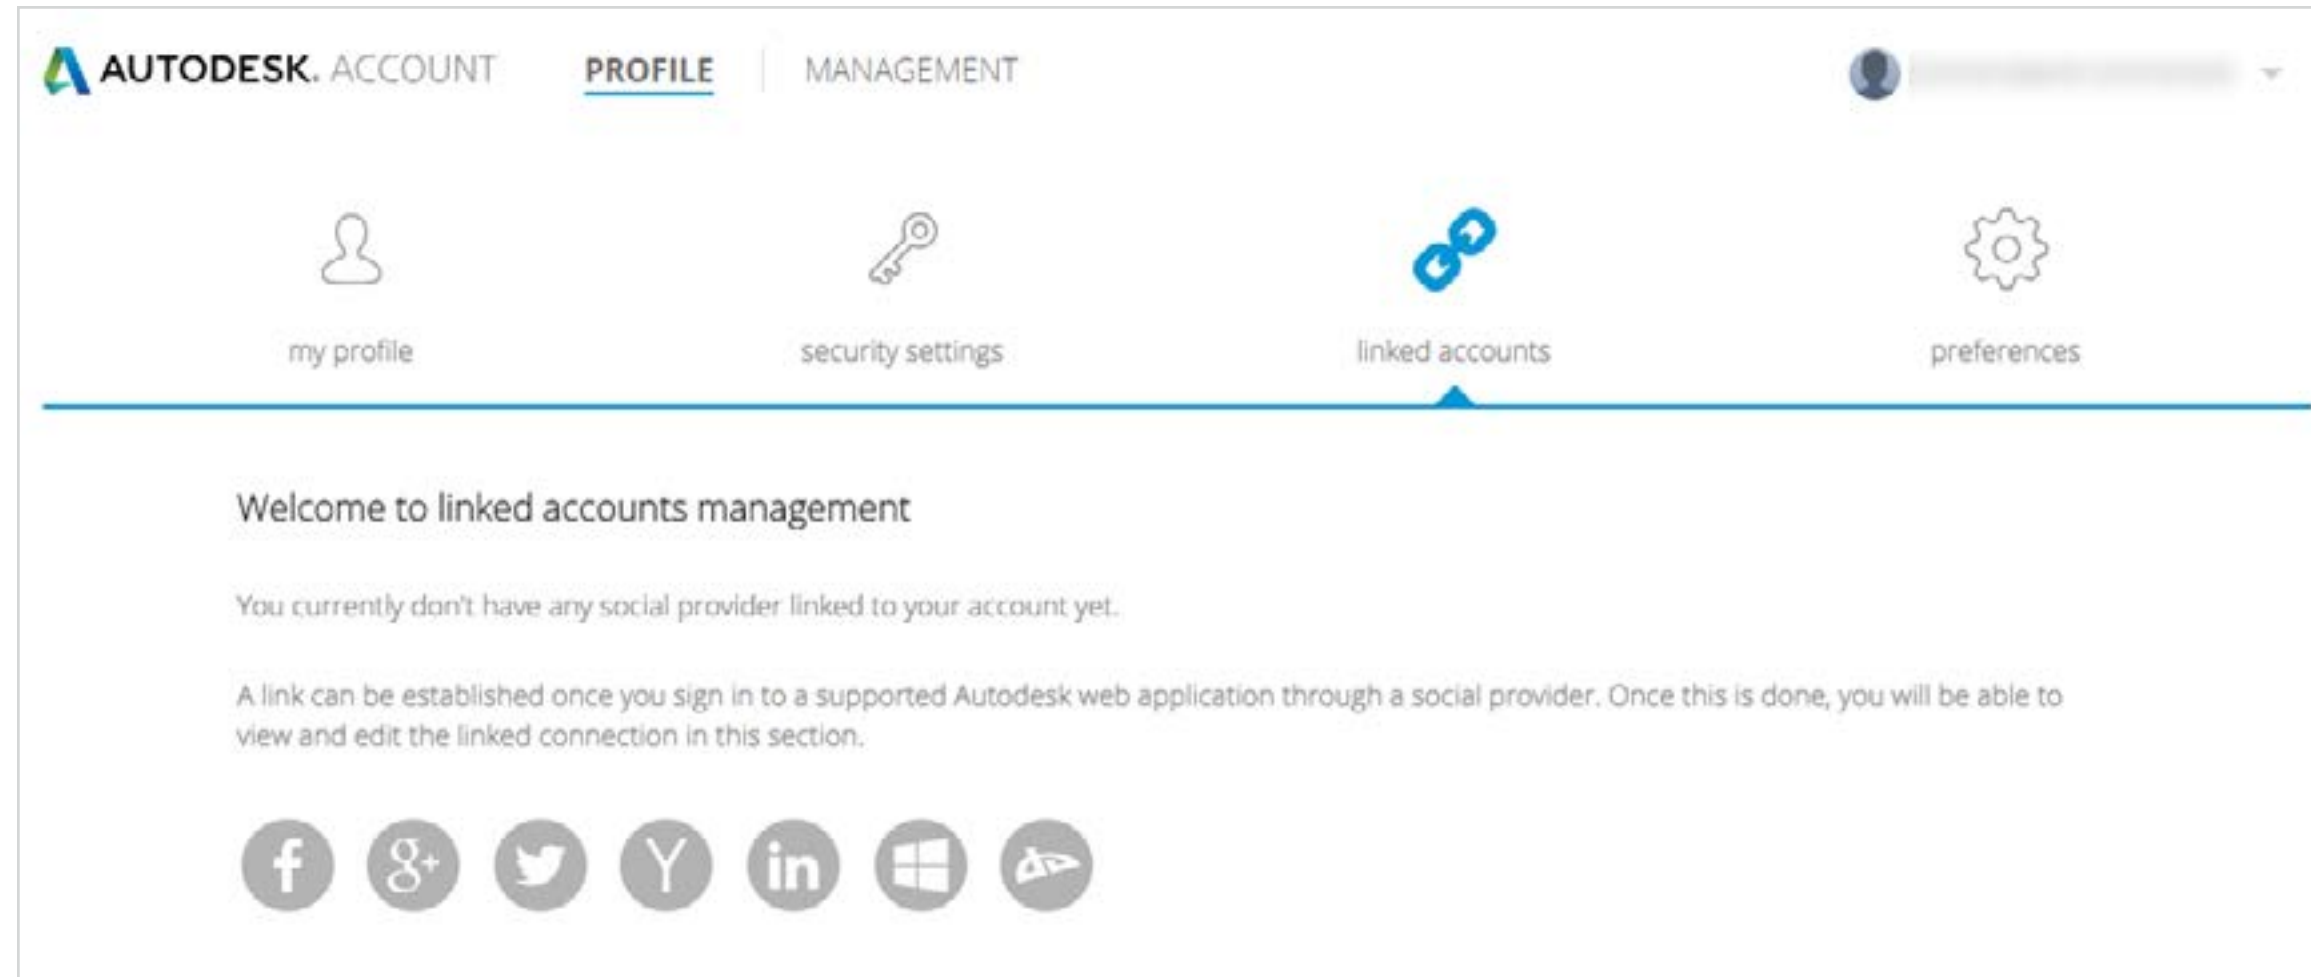 AUTODESK. ACCOUNT PROFILE MANAGEMENT
my profile security settings linked accounts preferences
Welcome to linked accounts management
You currently don't have any social provider linked to your account yet.
A link can be established once you sign in to a supported Autodesk web application through a social provider. Once this is done, you will be able to
view and edit the linked connection in this section.
f g+ Y in